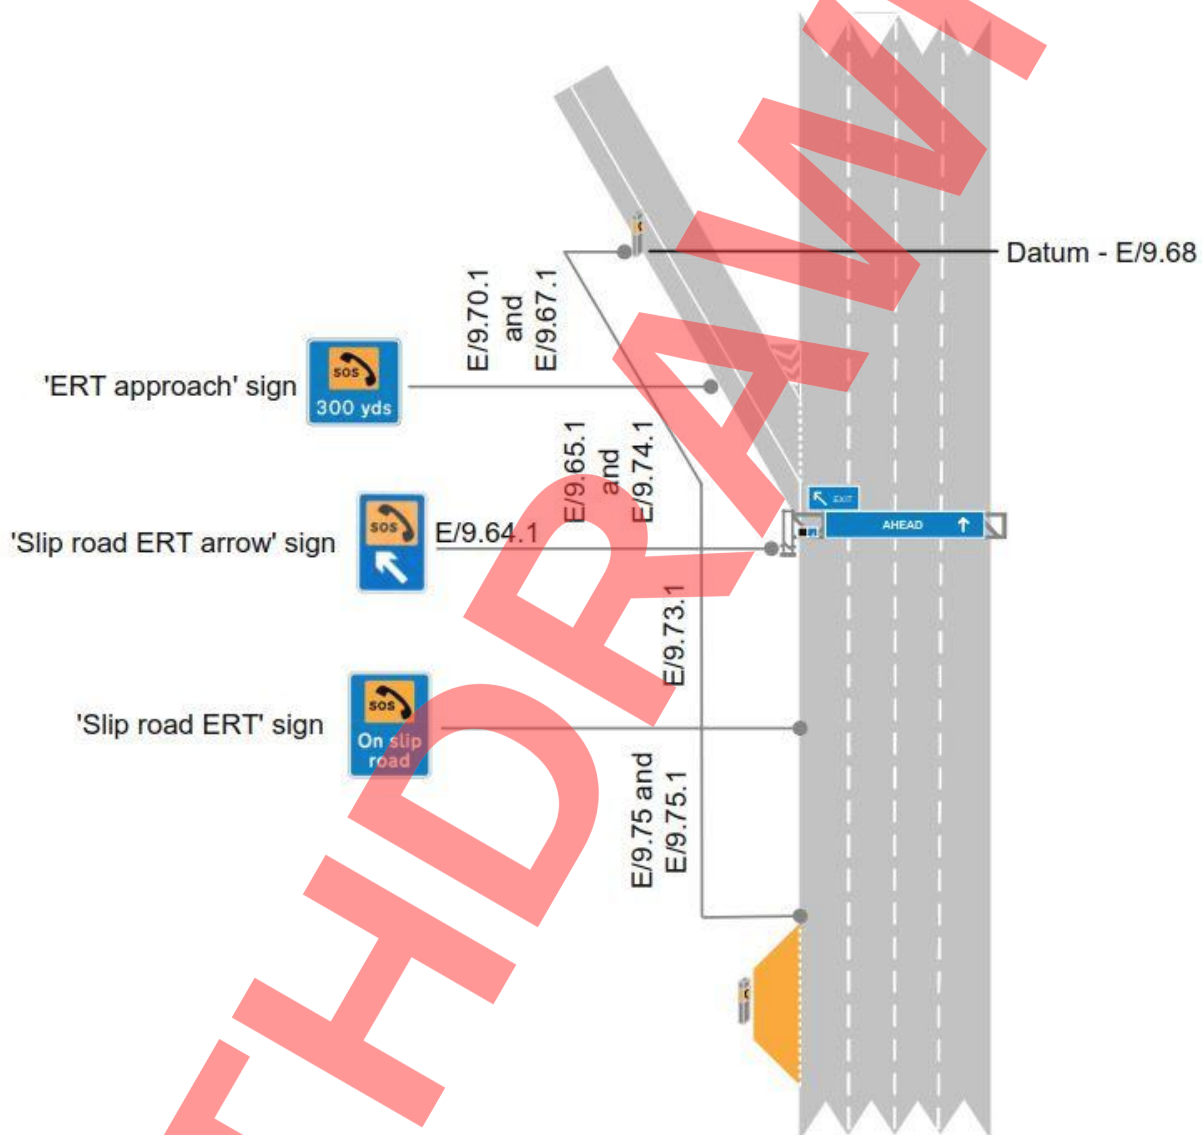 Datum - E/9.68
E/9.70.1
and
E/9.67.1
'ERT approach' sign
SOS
300 yds
E/9.65.1
and
E/9.74.1
EXIT
AHEAD
'Slip road ERT arrow' sign
SOS
E/9.64.1
E/9.73.1
'Slip road ERT' sign
SOS
On slip
road
E/9.75 and
E/9.75.1
THDRAW